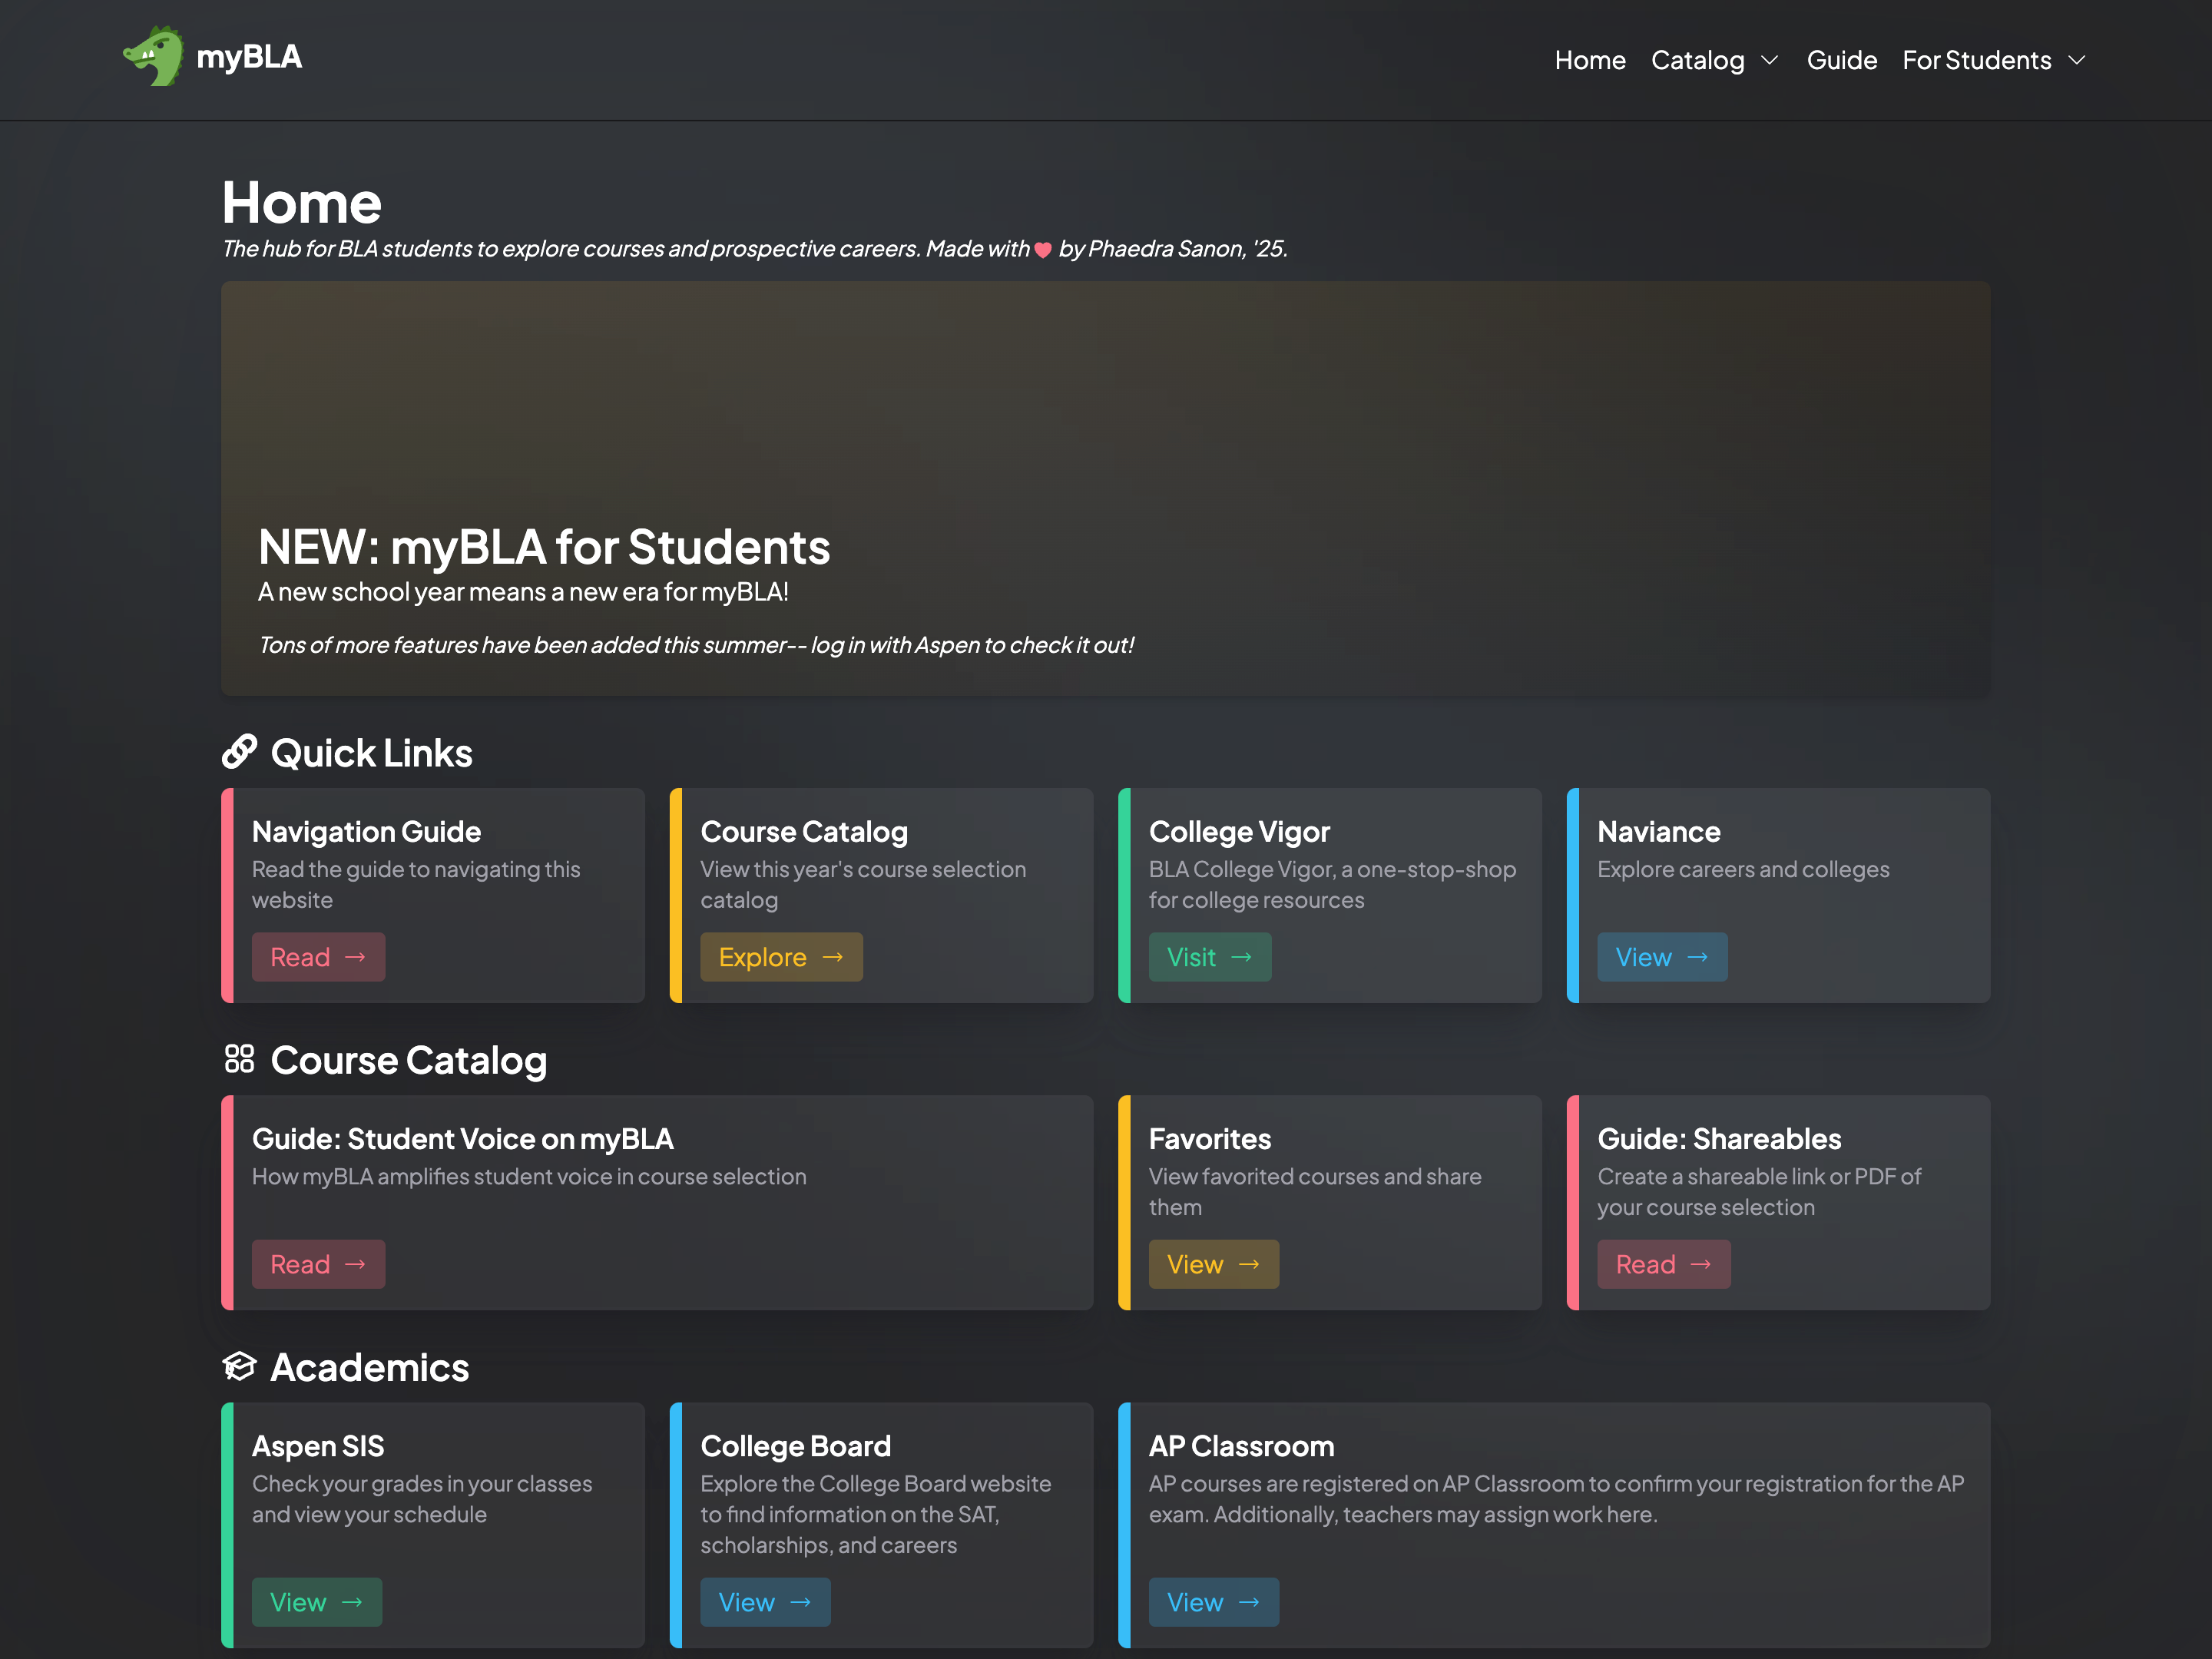 myBLA
Home Catalog Guide For Students
Home
The hub for BLA students to explore courses and prospective careers. Made with by Phaedra Sanon, '25.
NEW: myBLA for Students
A new school year means a new era for myBLA!
Tons of more features have been added this summer-- log in with Aspen to check it out!
Quick Links
Navigation Guide
Read the guide to navigating this
website
Read →
Course Catalog
View this year's course selection
catalog
Explore →
College Vigor
BLA College Vigor, a one-stop-shop
for college resources
Visit →
Naviance
Explore careers and colleges
View →
Course Catalog
Guide: Student Voice on myBLA
How myBLA amplifies student voice in course selection
Read →
Favorites
View favorited courses and share
them
View →
Guide: Shareables
Create a shareable link or PDF of
your course selection
Read →
Academics
Aspen SIS
Check your grades in your classes
and view your schedule
View →
College Board
Explore the College Board website
to find information on the SAT,
scholarships, and careers
View →
AP Classroom
AP courses are registered on AP Classroom to confirm your registration for the AP
exam. Additionally, teachers may assign work here.
View →